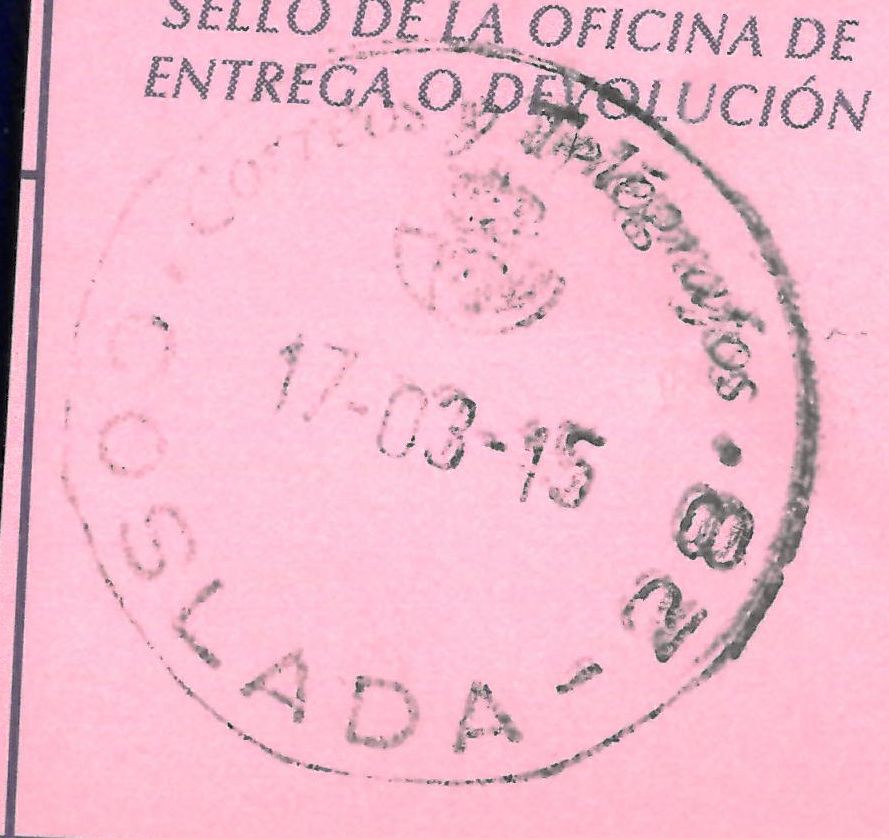 SELLO DE LA OFICINA DE
ENTREGA O DEVOLUCIÓN
Correos y Telégrafos
17-03-15
COSLADA - 28